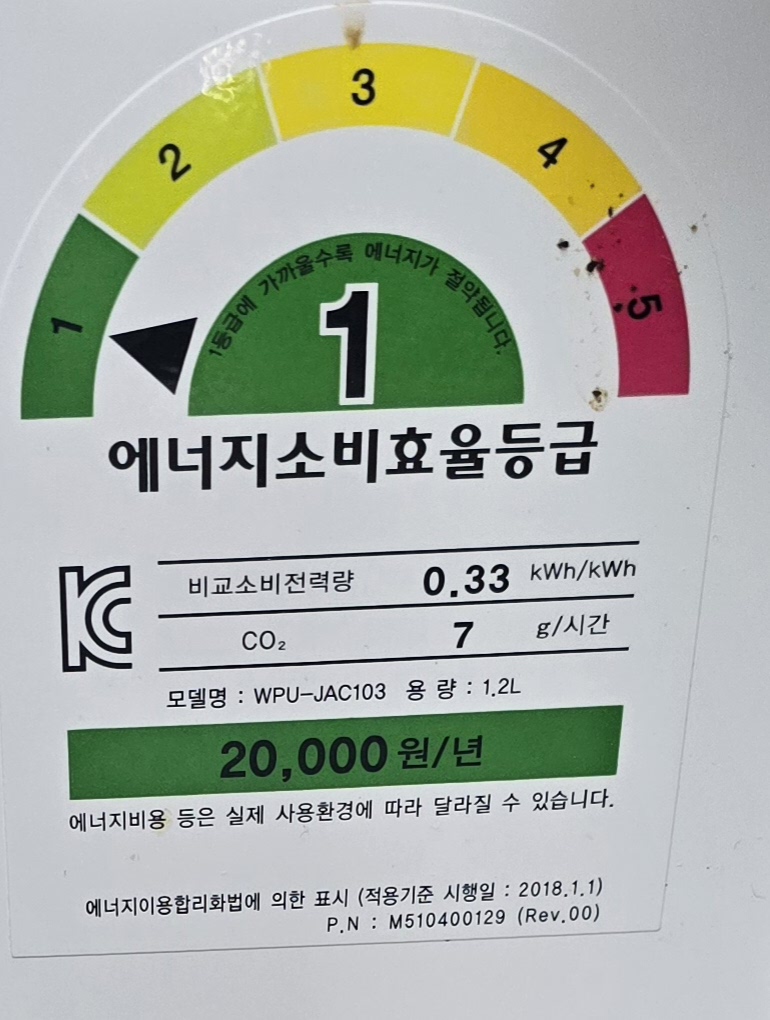 1
2
3
4
5
1등급에 가까울수록 에너지가 절약됩니다.
1
에너지소비효율등급
비교소비전력량 0.33 kWh/kWh
CO₂ 7 g/시간
모델명 : WPU-JAC103 용 량 : 1.2L
20,000원/년
에너지비용 등은 실제 사용환경에 따라 달라질 수 있습니다.
에너지이용합리화법에 의한 표시 (적용기준 시행일 : 2018.1.1)
P.N : M510400129 (Rev.00)